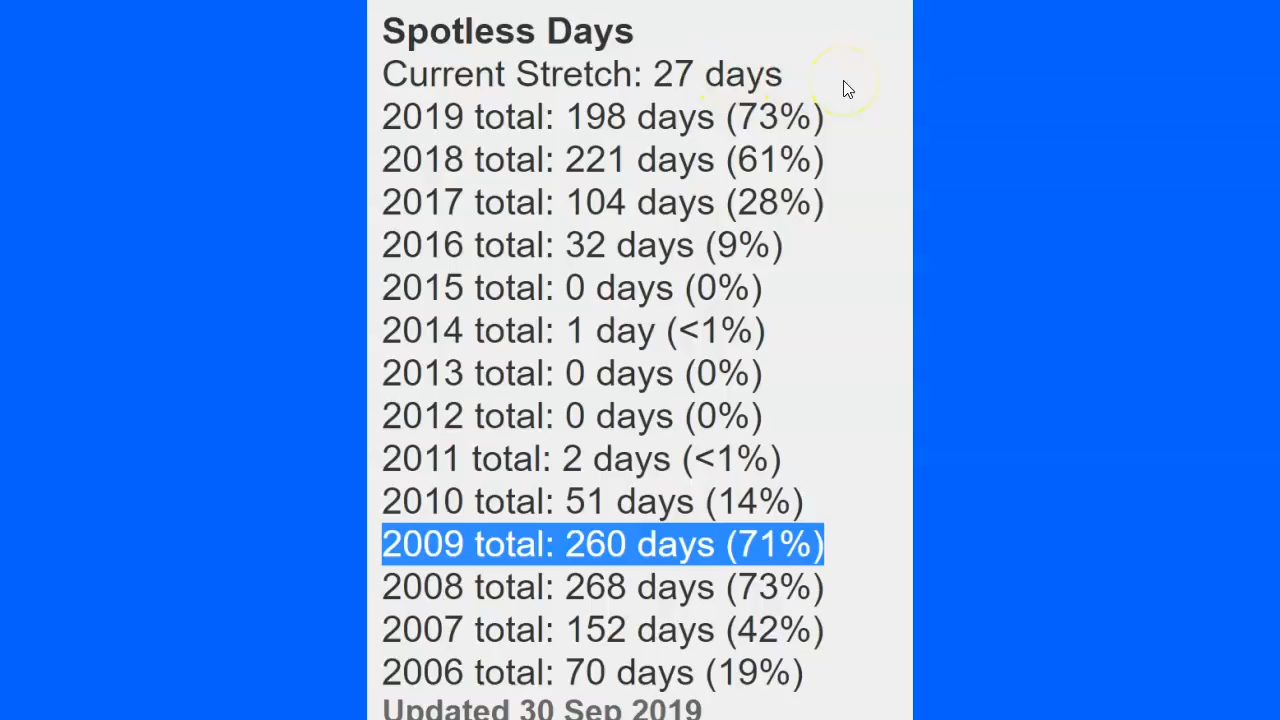 Spotless Days
Current Stretch: 27 days
2019 total: 198 days (73%)
2018 total: 221 days (61%)
2017 total: 104 days (28%)
2016 total: 32 days (9%)
2015 total: 0 days (0%)
2014 total: 1 day (<1%)
2013 total: 0 days (0%)
2012 total: 0 days (0%)
2011 total: 2 days (<1%)
2010 total: 51 days (14%)
2009 total: 260 days (71%)
2008 total: 268 days (73%)
2007 total: 152 days (42%)
2006 total: 70 days (19%)
Updated 30 Sep 2019